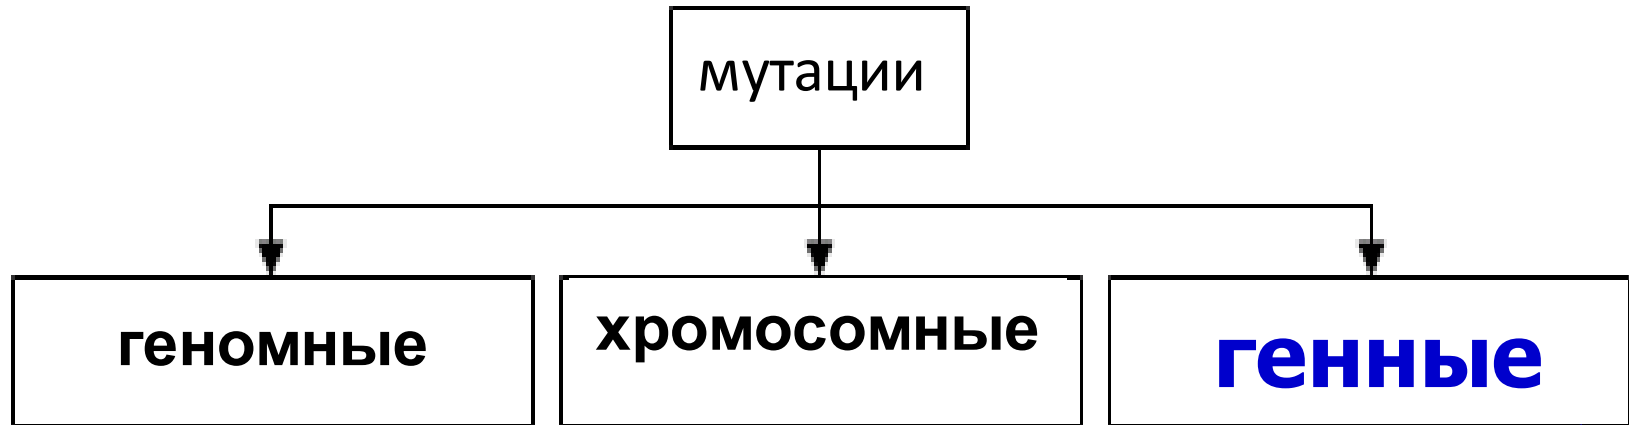 мутации
геномные
хромосомные
генные